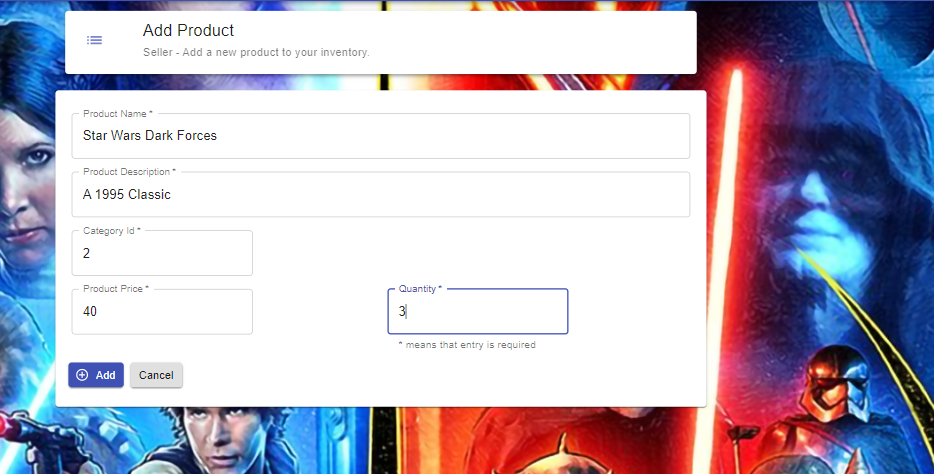 Add Product
Seller - Add a new product to your inventory.
Product Name *
Star Wars Dark Forces
Product Description *
A 1995 Classic
Category Id *
2
Product Price *
40
Quantity *
3
* means that entry is required
Add
Cancel